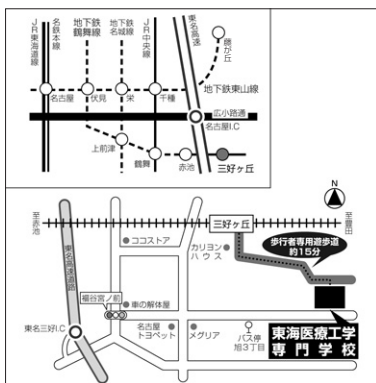 JR東海道線
名鉄本線
地下鉄
鶴舞線
地下鉄
名城線
JR中央線
東名高速
藤が丘
地下鉄東山線
名古屋
伏見
栄
千種
広小路通
名古屋I.C
上前津
鶴舞
赤池
三好ヶ丘
N
至赤池
三好ヶ丘
至豊田
東名高速道路
ココストア
カリヨン
ハウス
歩行者専用遊歩道
約15分
福谷宮ノ前
車の解体屋
東名三好I.C
名古屋
トヨペット
メグリア
バス停
旭3丁目
東海医療工学
専門学校